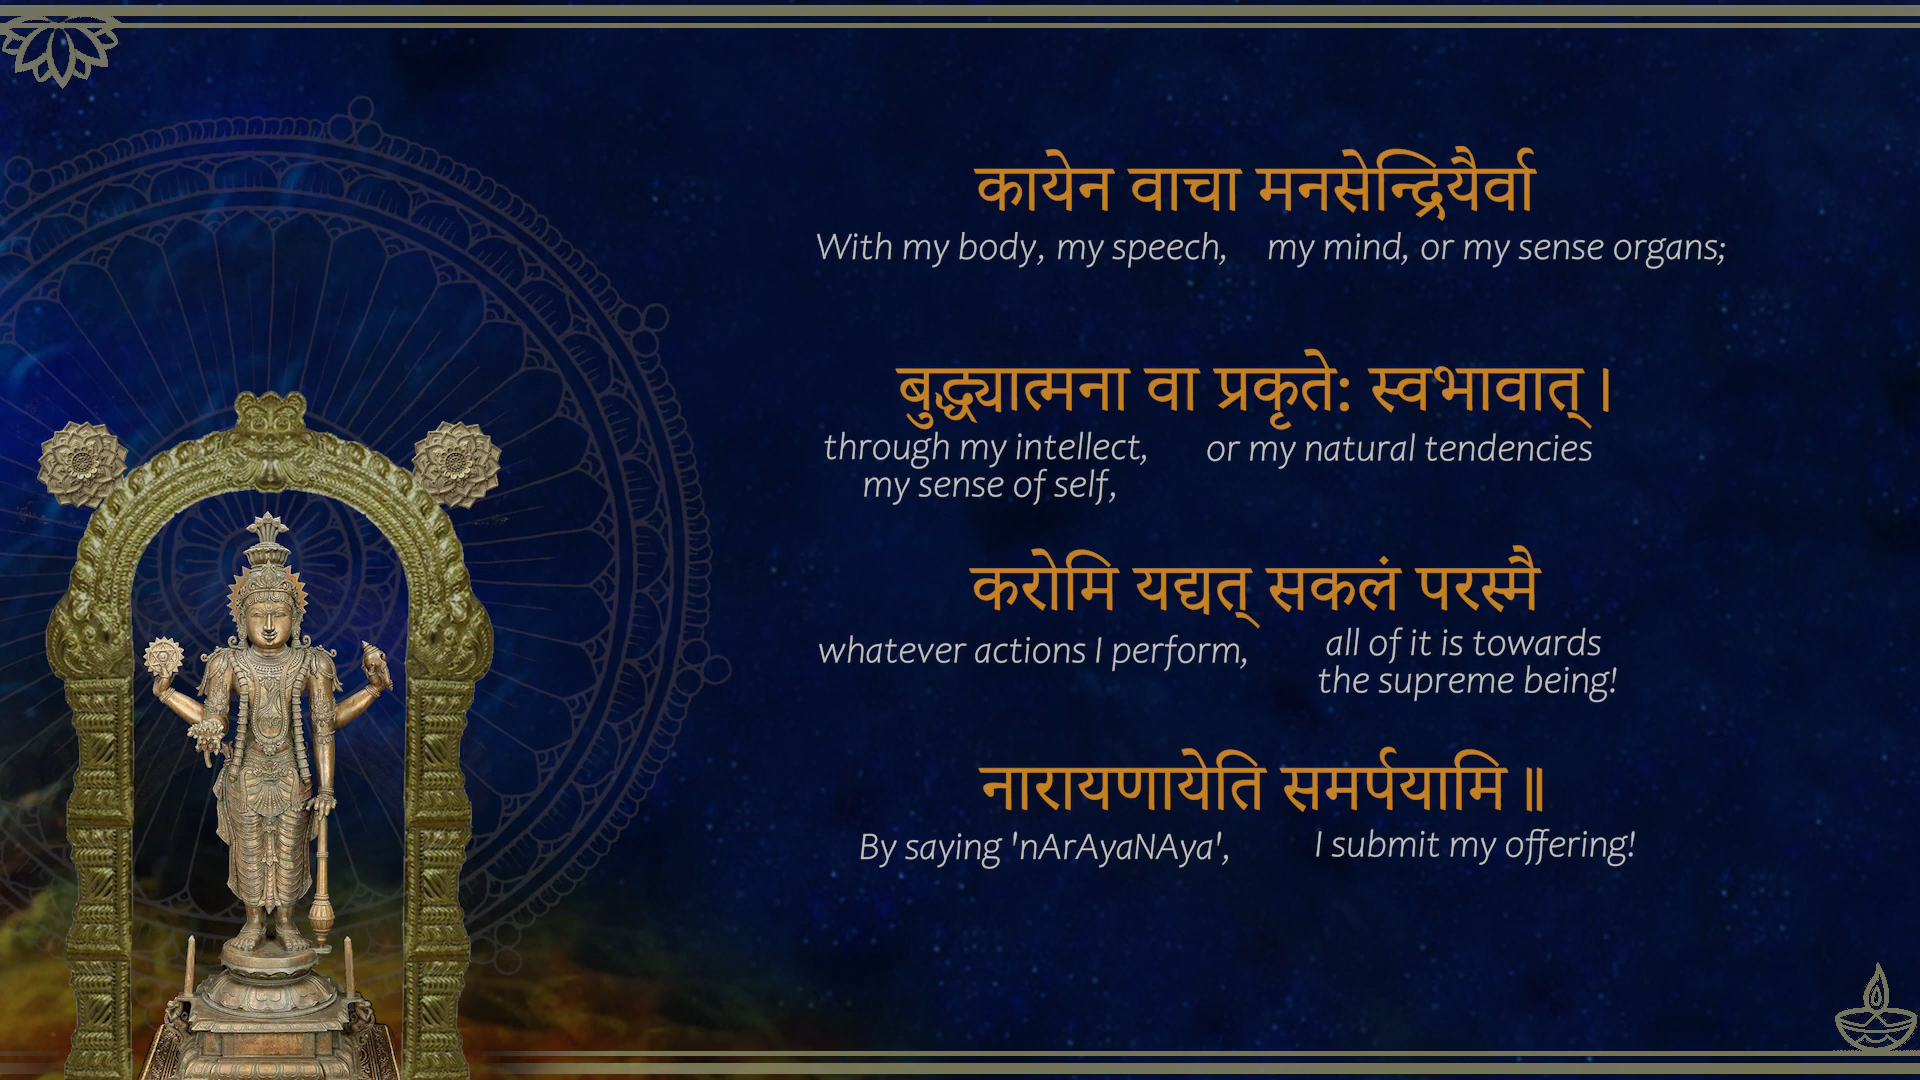 कायेन वाचा मनसेन्द्रियैर्वा
With my body, my speech, my mind, or my sense organs;
बुद्ध्यात्मना वा प्रकृतेः स्वभावात् ।
through my intellect, or my natural tendencies
my sense of self,
करोमि यद्यत् सकलं परस्मै
whatever actions I perform, all of it is towards
the supreme being!
नारायणायेति समर्पयामि ॥
By saying 'nArAyaNAya', I submit my offering!